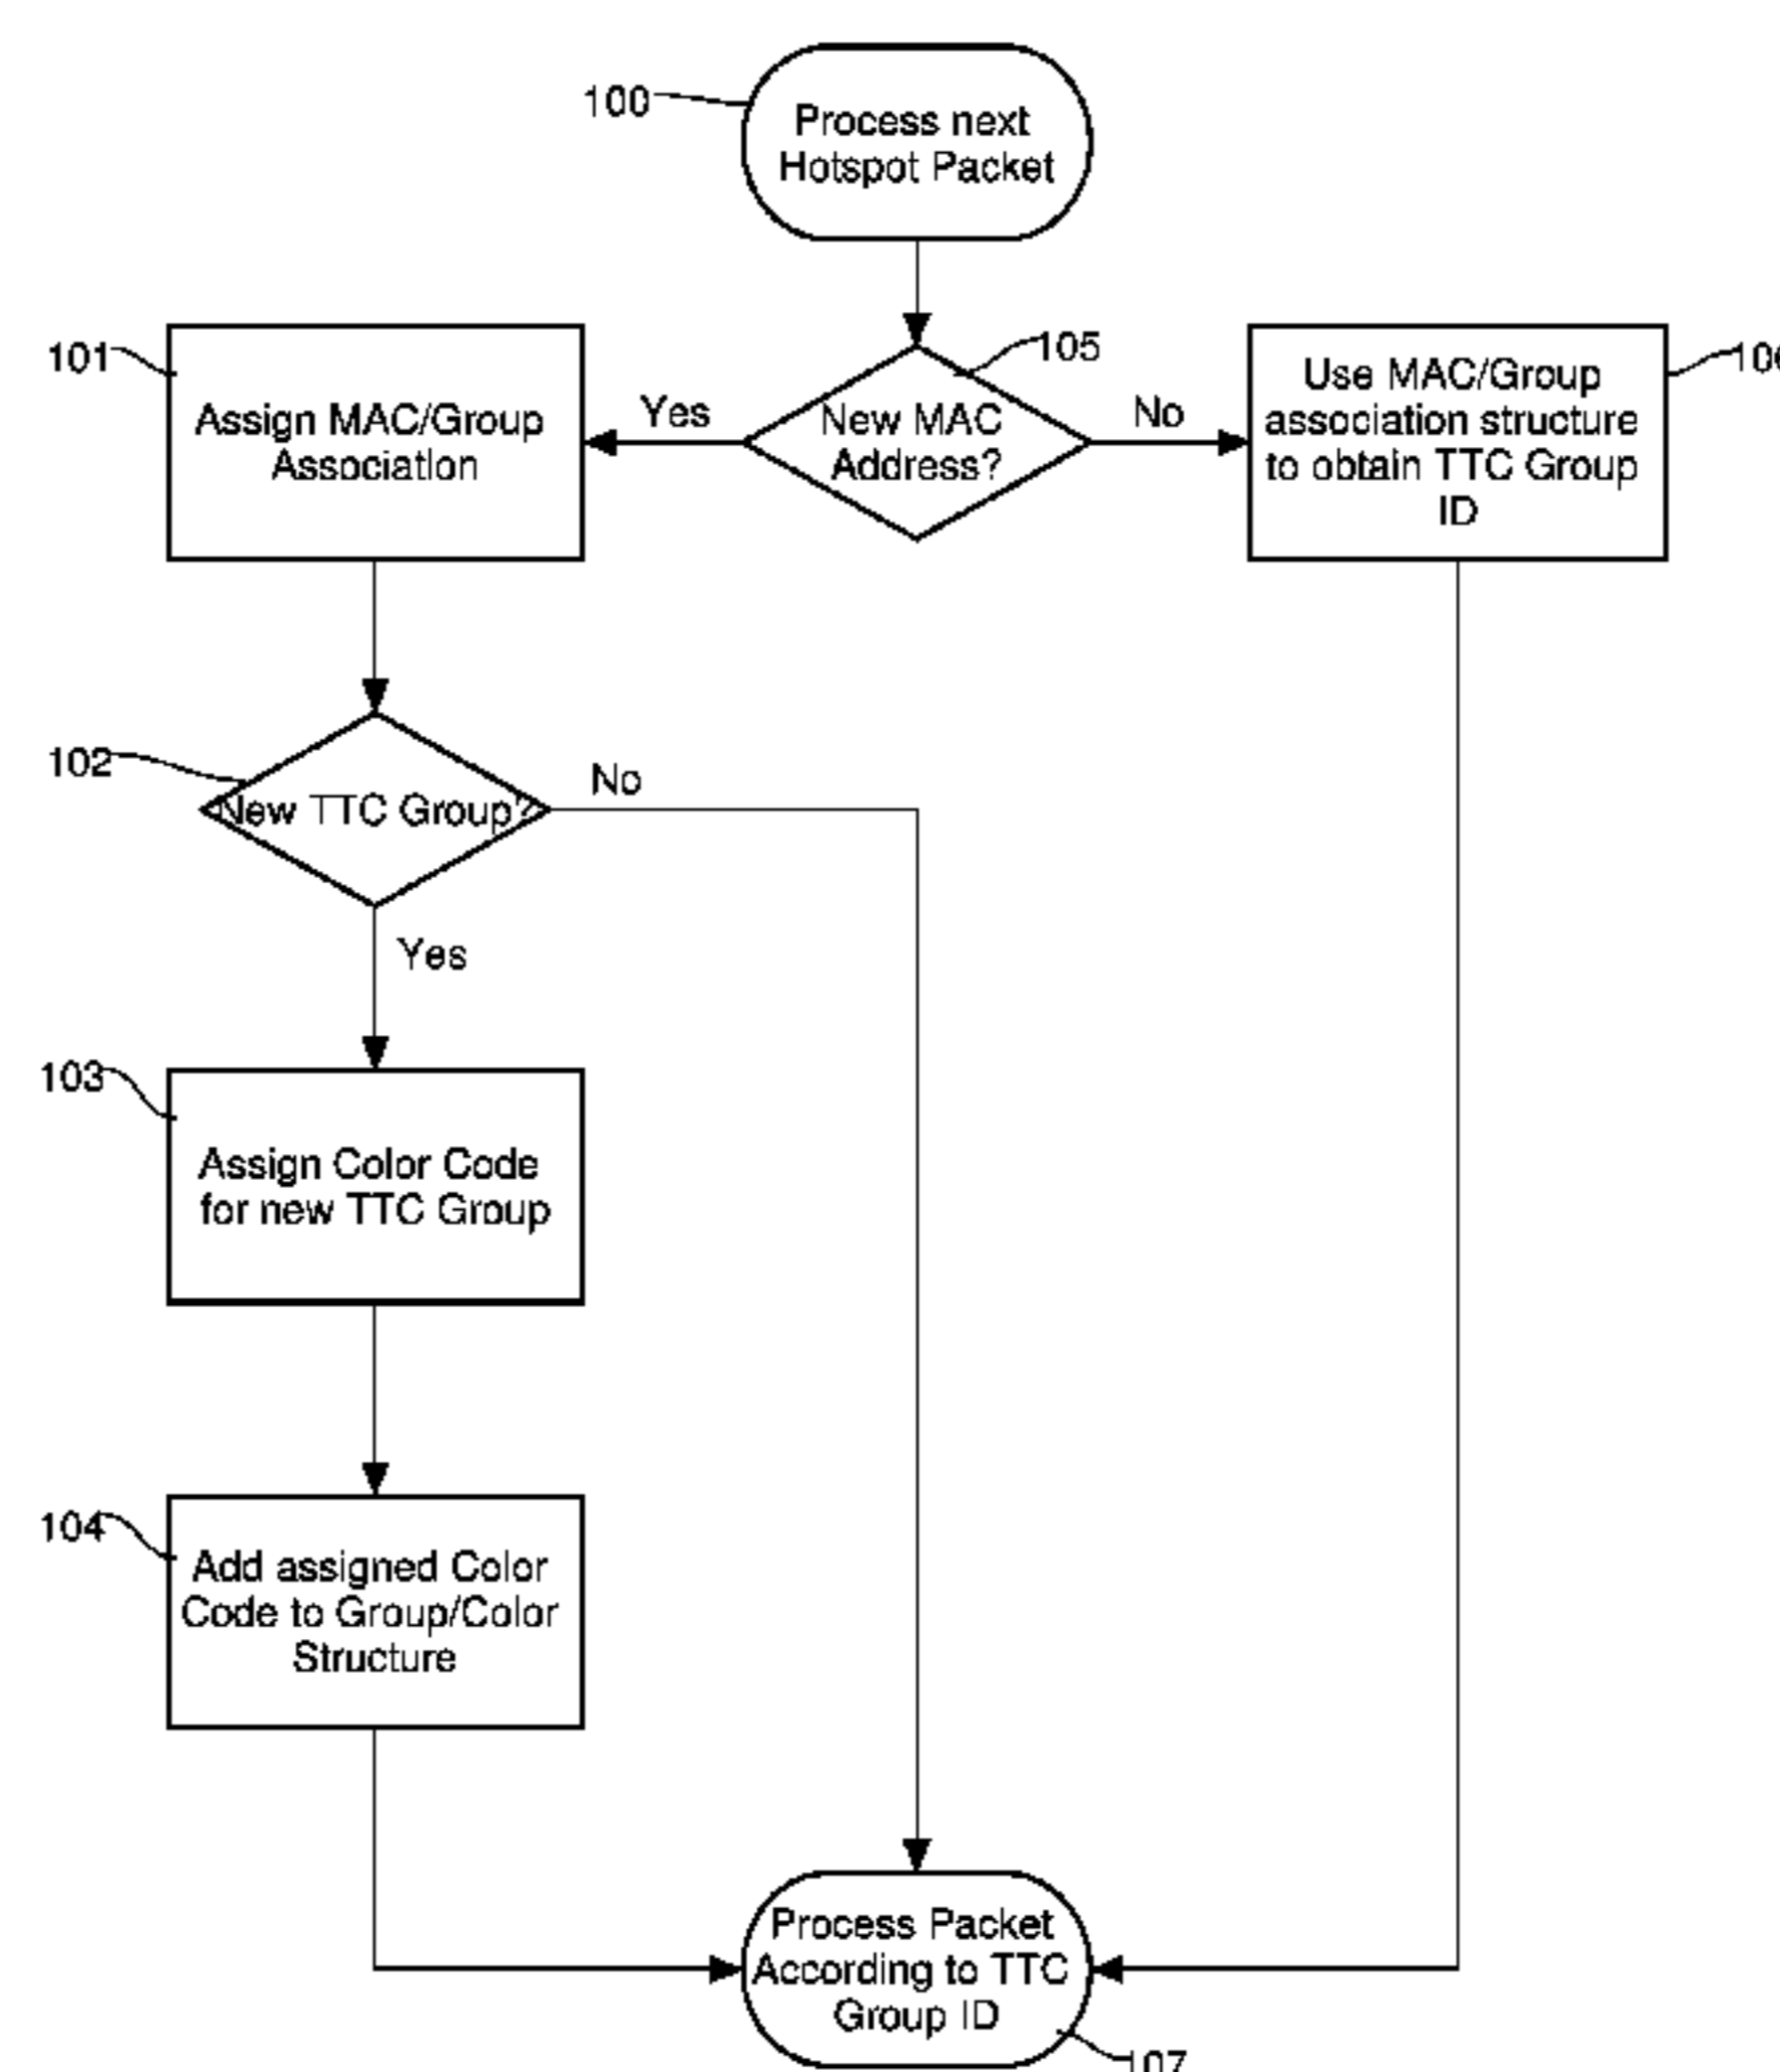 100
Process next
Hotspot Packet
101
Assign MAC/Group
Association
Yes
105
New MAC
Address?
No
Use MAC/Group
association structure
to obtain TTC Group
ID
102
New TTC Group?
No
Yes
103
Assign Color Code
for new TTC Group
104
Add assigned Color
Code to Group/Color
Structure
Process Packet
According to TTC
Group ID
107